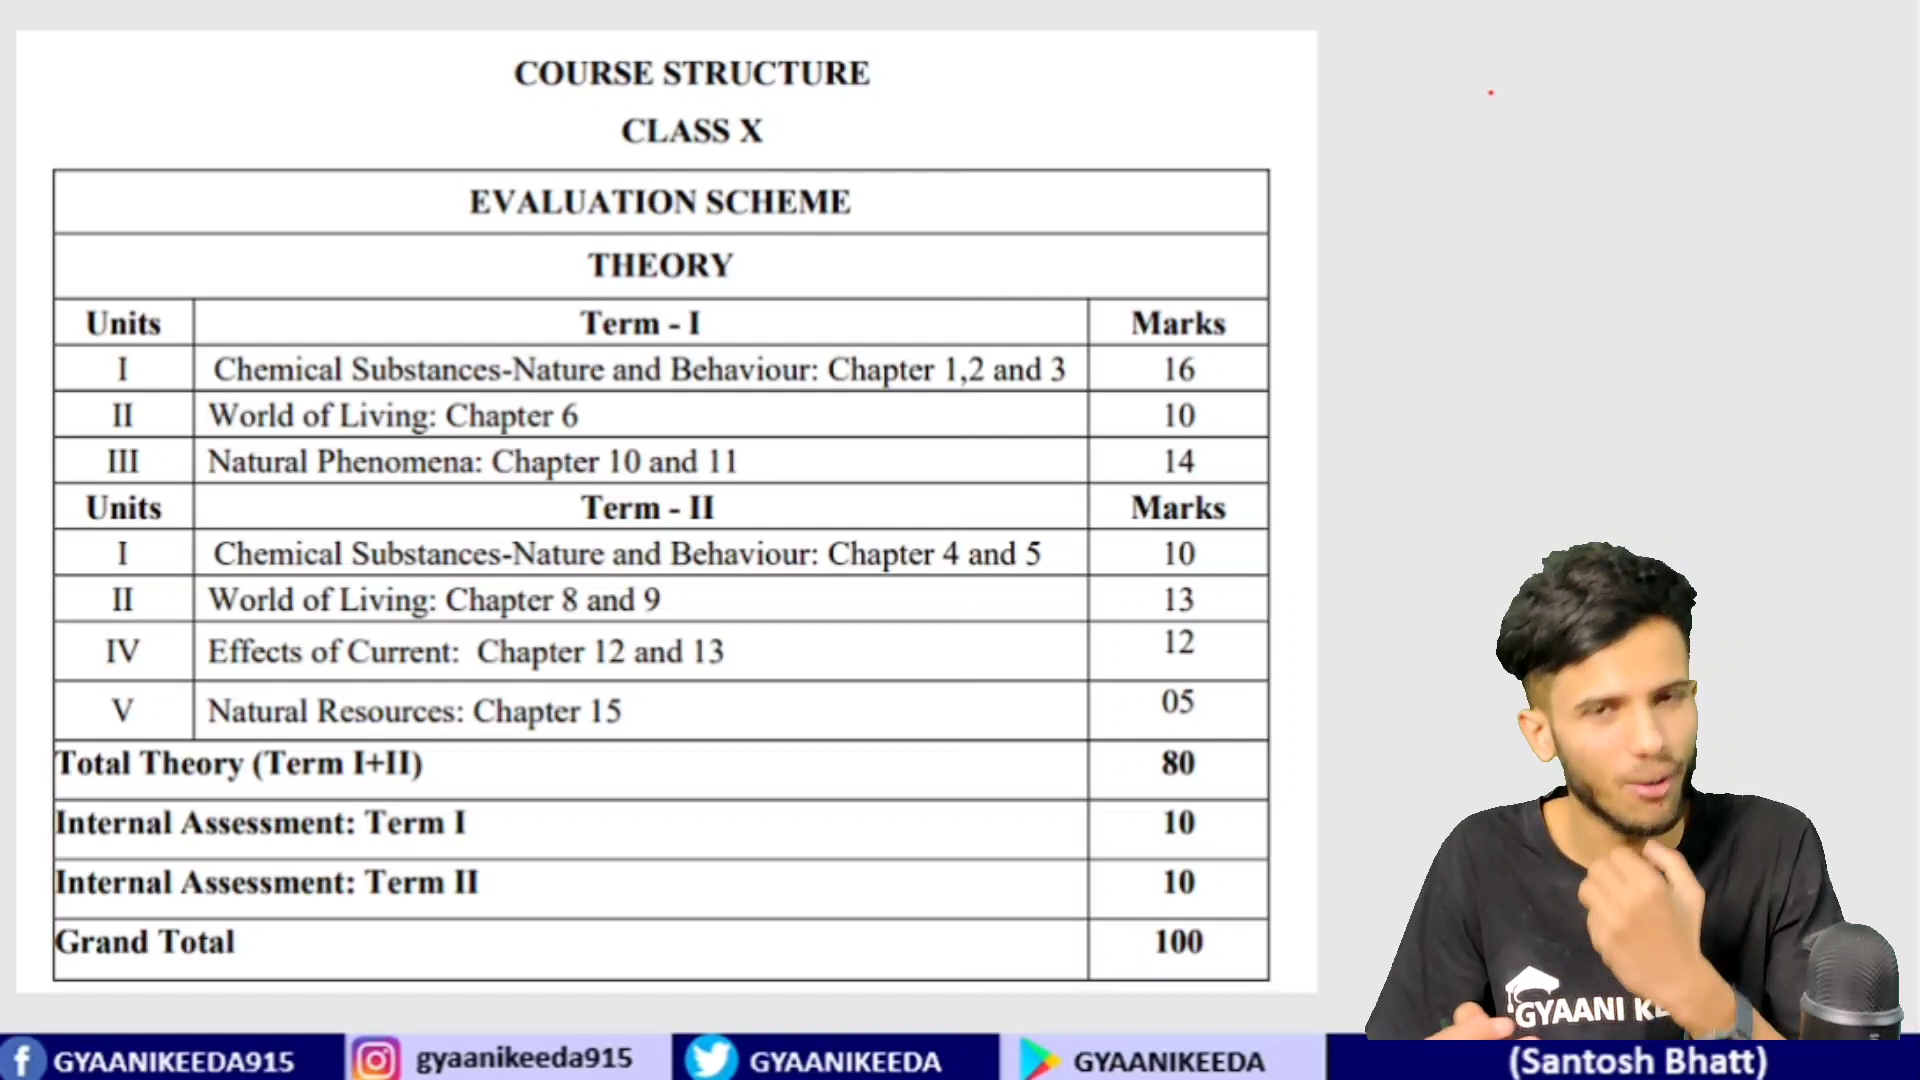 COURSE STRUCTURE
CLASS X
EVALUATION SCHEME
THEORY
Units Term - I Marks
I Chemical Substances-Nature and Behaviour: Chapter 1,2 and 3 16
II World of Living: Chapter 6 10
III Natural Phenomena: Chapter 10 and 11 14
Units Term - II Marks
I Chemical Substances-Nature and Behaviour: Chapter 4 and 5 10
II World of Living: Chapter 8 and 9 13
IV Effects of Current: Chapter 12 and 13 12
V Natural Resources: Chapter 15 05
Total Theory (Term I+II) 80
Internal Assessment: Term I 10
Internal Assessment: Term II 10
Grand Total 100
GYAANI
GYAANIKEEDA915 gyaanikeeda915 GYAANIKEEDA GYAANIKEEDA (Santosh Bhatt)